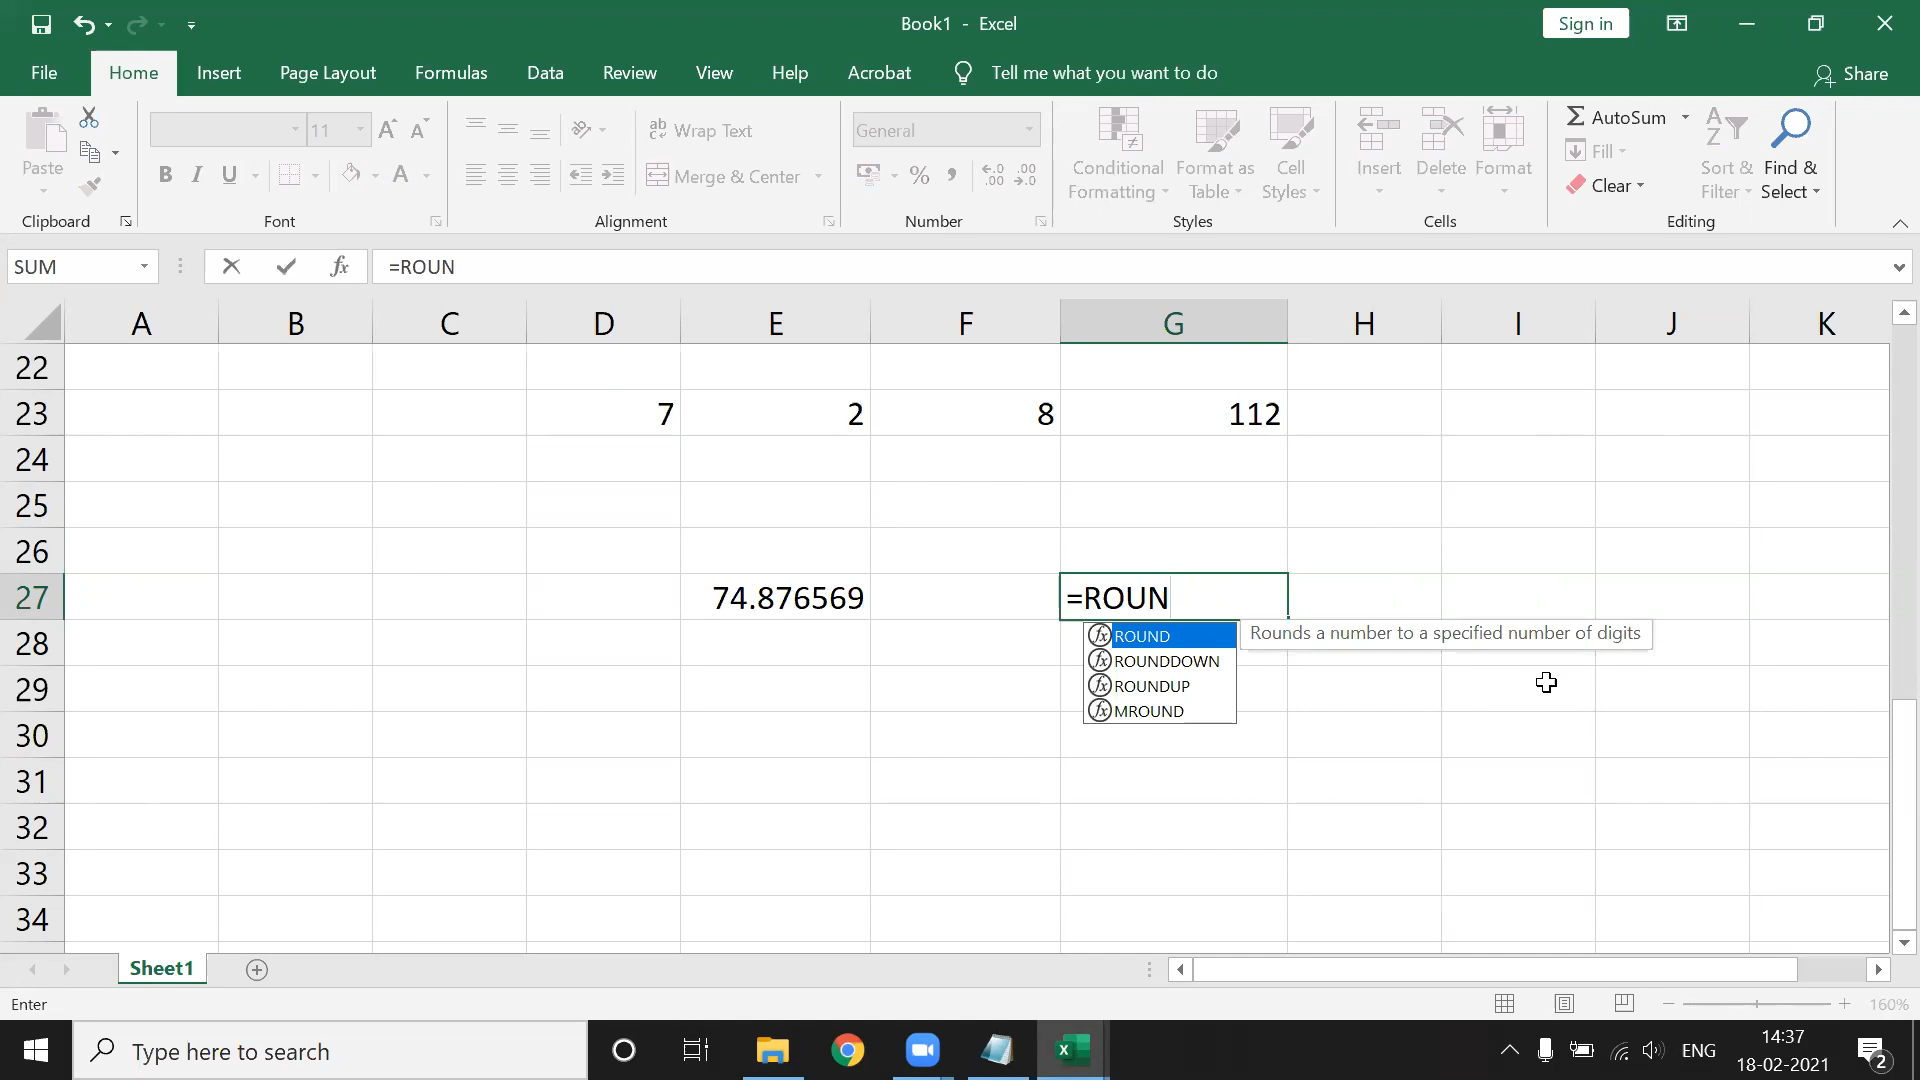 Book1 - Excel
Sign in
File Home Insert Page Layout Formulas Data Review View Help Acrobat Tell me what you want to do Share
Paste
11
ab Wrap Text
General
Conditional Formatting
Format as Table
Cell Styles
Insert
Delete
Format
AutoSum
Fill
Clear
Sort & Filter
Find & Select
B I U
Merge & Center
Clipboard Font Alignment Number Styles Cells Editing
SUM fx =ROUN
A B C D E F G H I J K
22
23 7 2 8 112
24
25
26
27 74.876569 =ROUN
ROUND Rounds a number to a specified number of digits
28
ROUNDDOWN
ROUNDUP
29
MROUND
30
31
32
33
34
Sheet1
Enter 160%
Type here to search ENG
14:37
18-02-2021
2